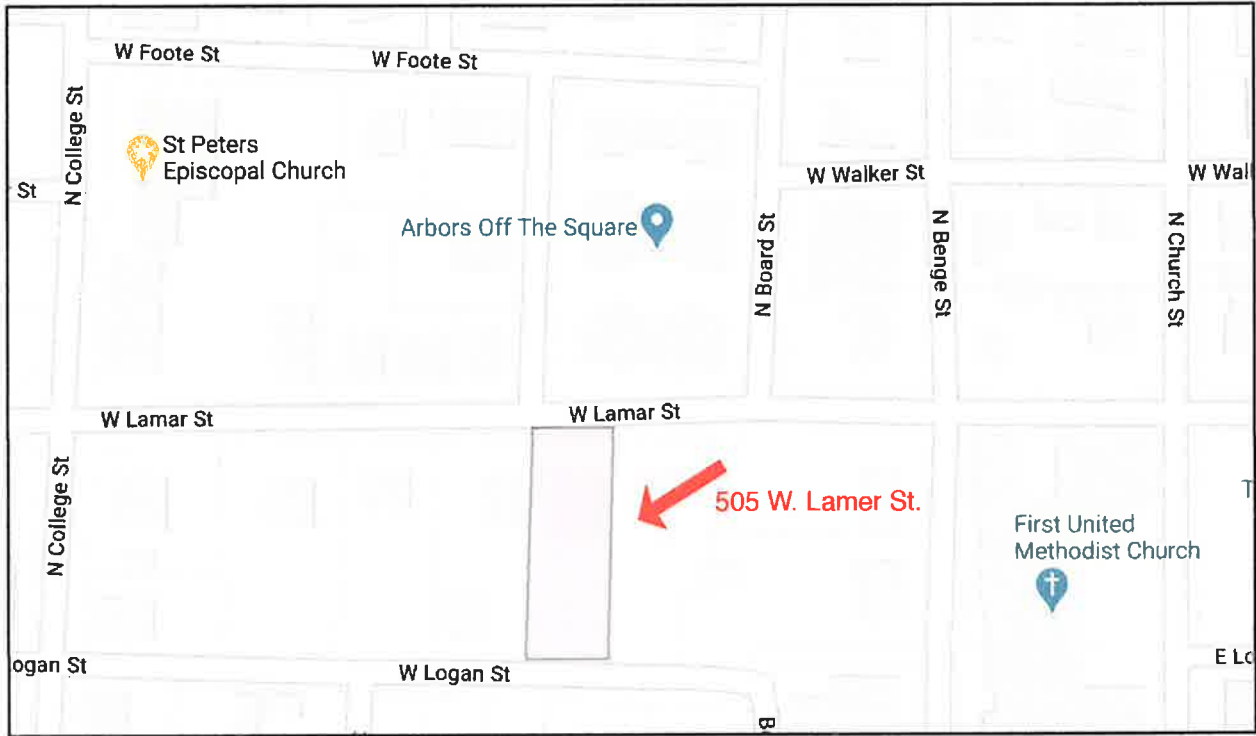 W Foote St
W Foote St
N College St
St Peters
Episcopal Church
St
W Walker St
W Wal
Arbors Off The Square
N Board St
N Benge St
N Church St
W Lamar St
W Lamar St
N College St
505 W. Lamer St.
T
First United
Methodist Church
ogan St
W Logan St
E Lo
B